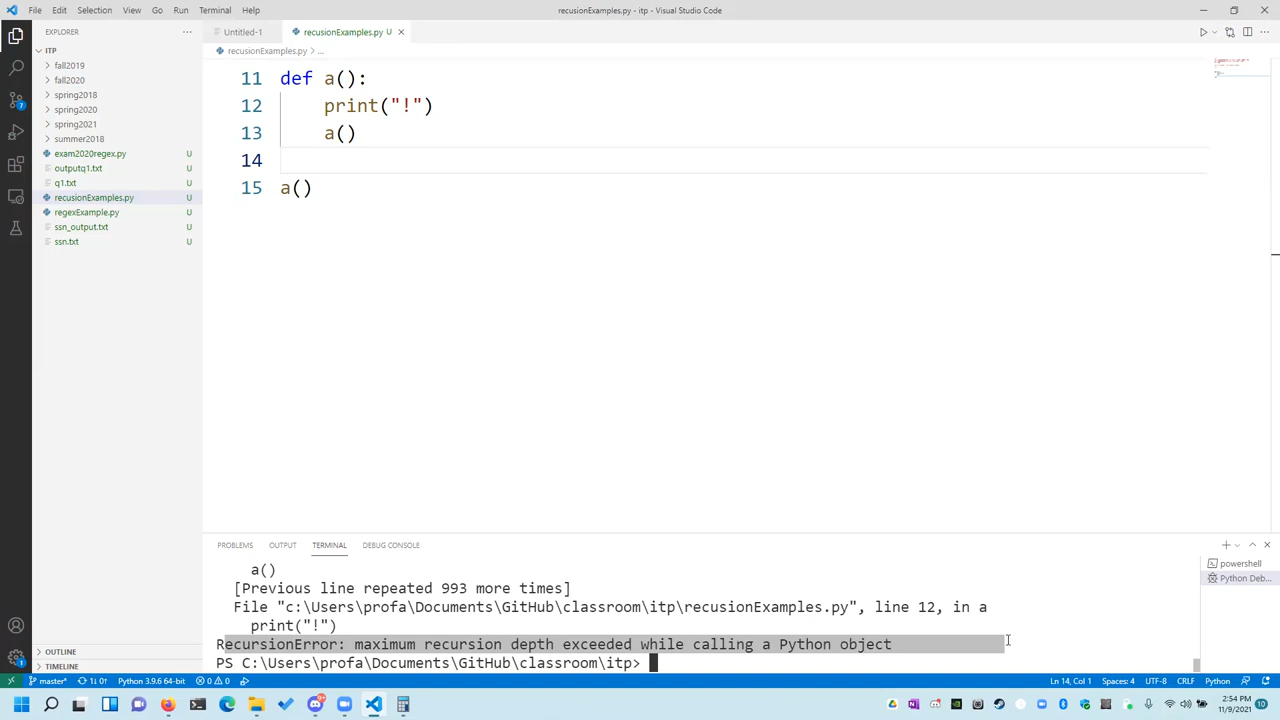 File Edit Selection View Go Run Terminal Help
recusionExamples.py - itp - Visual Studio Code
EXPLORER
ITP
fall2019
fall2020
spring2018
spring2020
spring2021
summer2018
exam2020regex.py U
outputq1.txt U
q1.txt U
recusionExamples.py U
regexExample.py U
ssn_output.txt U
ssn.txt U
OUTLINE
TIMELINE
Untitled-1
recusionExamples.py U
recusionExamples.py > ...
11 def a():
12 print("!")
13 a()
14
15 a()
PROBLEMS OUTPUT TERMINAL DEBUG CONSOLE
a()
[Previous line repeated 993 more times]
File "c:\Users\profa\Documents\GitHub\classroom\itp\recusionExamples.py", line 12, in a
print("!")
RecursionError: maximum recursion depth exceeded while calling a Python object
PS C:\Users\profa\Documents\GitHub\classroom\itp>
powershell
Python Deb...
master* 1↓ 0↑ Python 3.9.6 64-bit 0 0
Ln 14, Col 1 Spaces: 4 UTF-8 CRLF Python
2:54 PM
11/9/2021